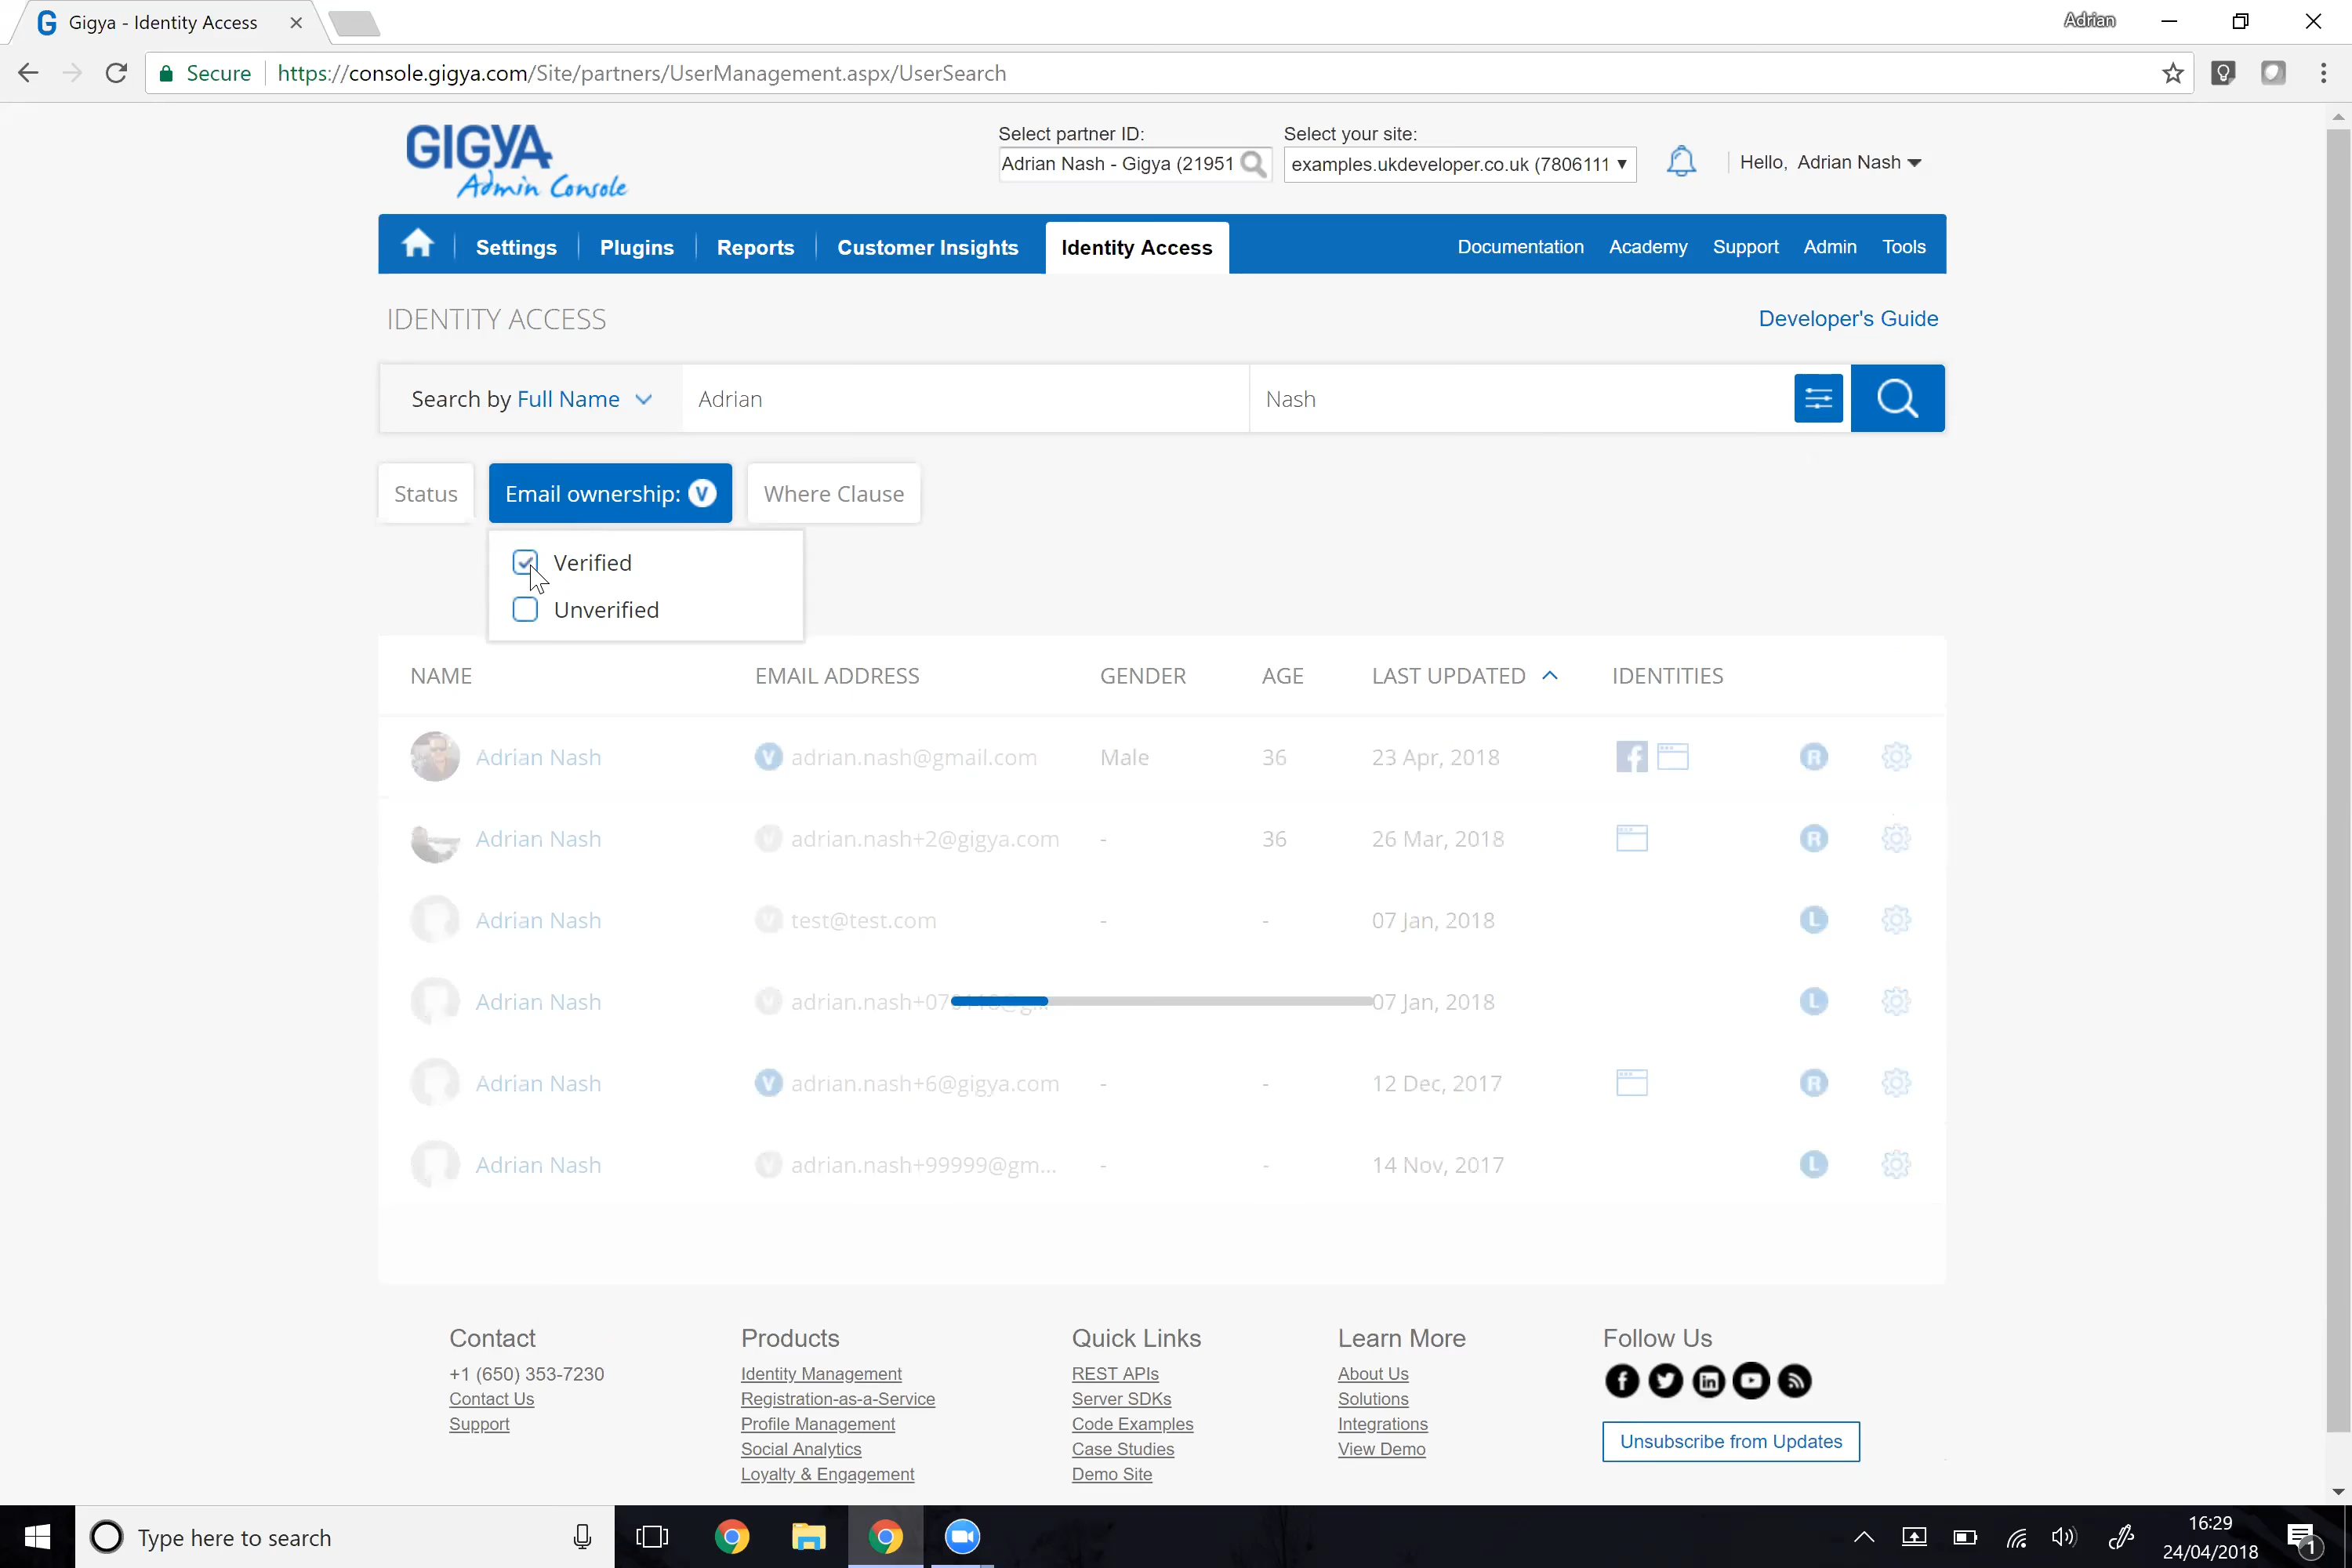 Gigya - Identity Access
Adrian
Secure
https://console.gigya.com/Site/partners/UserManagement.aspx/UserSearch
GIGYA
Admin Console
Select partner ID:
Adrian Nash - Gigya (21951
Select your site:
examples.ukdeveloper.co.uk (7806111
Hello, Adrian Nash
Settings
Plugins
Reports
Customer Insights
Identity Access
Documentation
Academy
Support
Admin
Tools
IDENTITY ACCESS
Developer's Guide
Search by Full Name
Adrian
Nash
Status
Email ownership: V
Where Clause
Verified
Unverified
NAME EMAIL ADDRESS GENDER AGE LAST UPDATED IDENTITIES
Adrian Nash V adrian.nash@gmail.com Male 36 23 Apr, 2018 R
Adrian Nash V adrian.nash+2@gigya.com - 36 26 Mar, 2018 R
Adrian Nash V test@test.com - - 07 Jan, 2018 L
Adrian Nash V 07 Jan, 2018 L
Adrian Nash V adrian.nash+6@gigya.com - - 12 Dec, 2017 R
Adrian Nash V adrian.nash+99999@gm... - - 14 Nov, 2017 L
Contact
+1 (650) 353-7230
Contact Us
Support
Products
Identity Management
Registration-as-a-Service
Profile Management
Social Analytics
Loyalty & Engagement
Quick Links
REST APIs
Server SDKs
Code Examples
Case Studies
Demo Site
Learn More
About Us
Solutions
Integrations
View Demo
Follow Us
Unsubscribe from Updates
Type here to search
16:29
24/04/2018
1